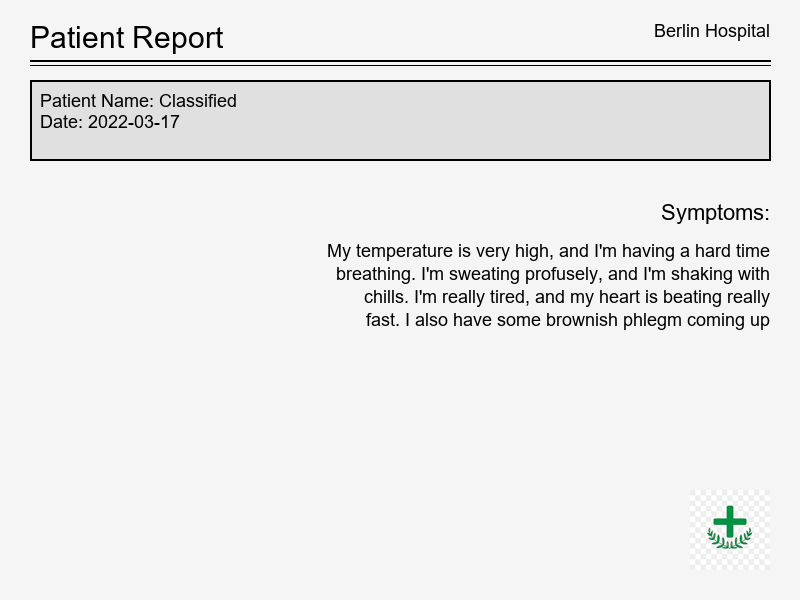 Patient Report
Berlin Hospital
Patient Name: Classified
Date: 2022-03-17
Symptoms:
My temperature is very high, and I'm having a hard time
breathing. I'm sweating profusely, and I'm shaking with
chills. I'm really tired, and my heart is beating really
fast. I also have some brownish phlegm coming up